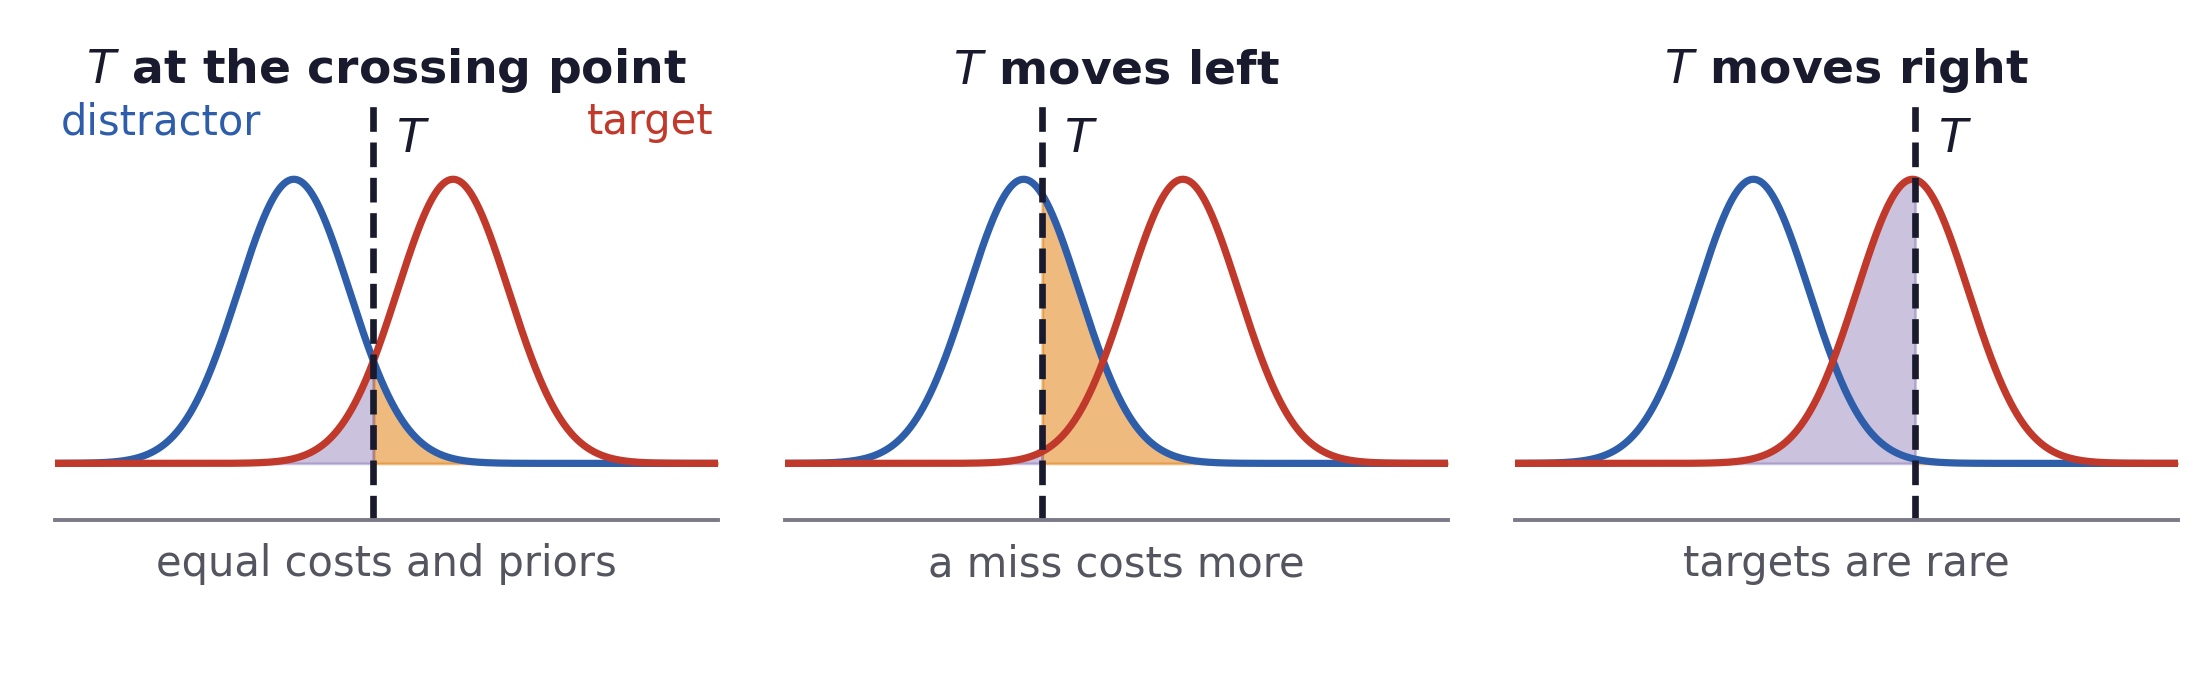 T at the crossing point
distractor
target
T
equal costs and priors
T moves left
T
a miss costs more
T moves right
T
targets are rare